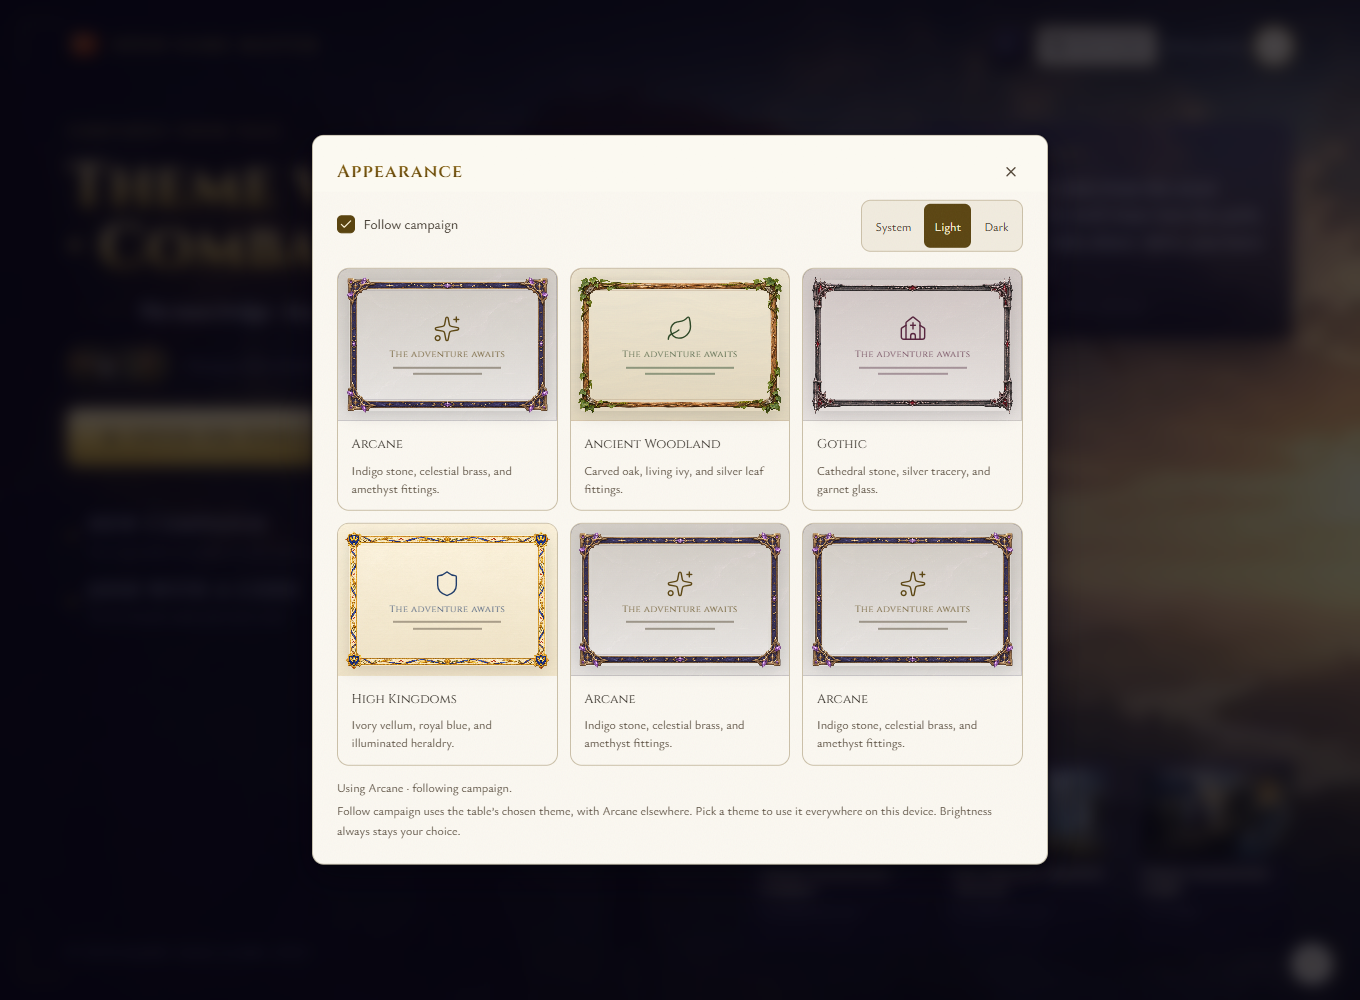 Appearance
Follow campaign
System
Light
Dark
The adventure awaits
The adventure awaits
The adventure awaits
Arcane
Indigo stone, celestial brass, and
amethyst fittings.
Ancient Woodland
Carved oak, living ivy, and silver leaf
fittings.
Gothic
Cathedral stone, silver tracery, and
garnet glass.
The adventure awaits
The adventure awaits
The adventure awaits
High Kingdoms
Ivory vellum, royal blue, and
illuminated heraldry.
Arcane
Indigo stone, celestial brass, and
amethyst fittings.
Arcane
Indigo stone, celestial brass, and
amethyst fittings.
Using Arcane · following campaign.
Follow campaign uses the table's chosen theme, with Arcane elsewhere. Pick a theme to use it everywhere on this device. Brightness
always stays your choice.
Theme